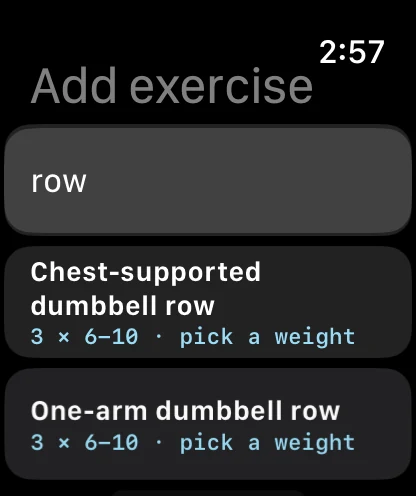 2:57
Add exercise
row
Chest-supported
dumbbell row
3 × 6–10 · pick a weight
One-arm dumbbell row
3 × 6–10 · pick a weight